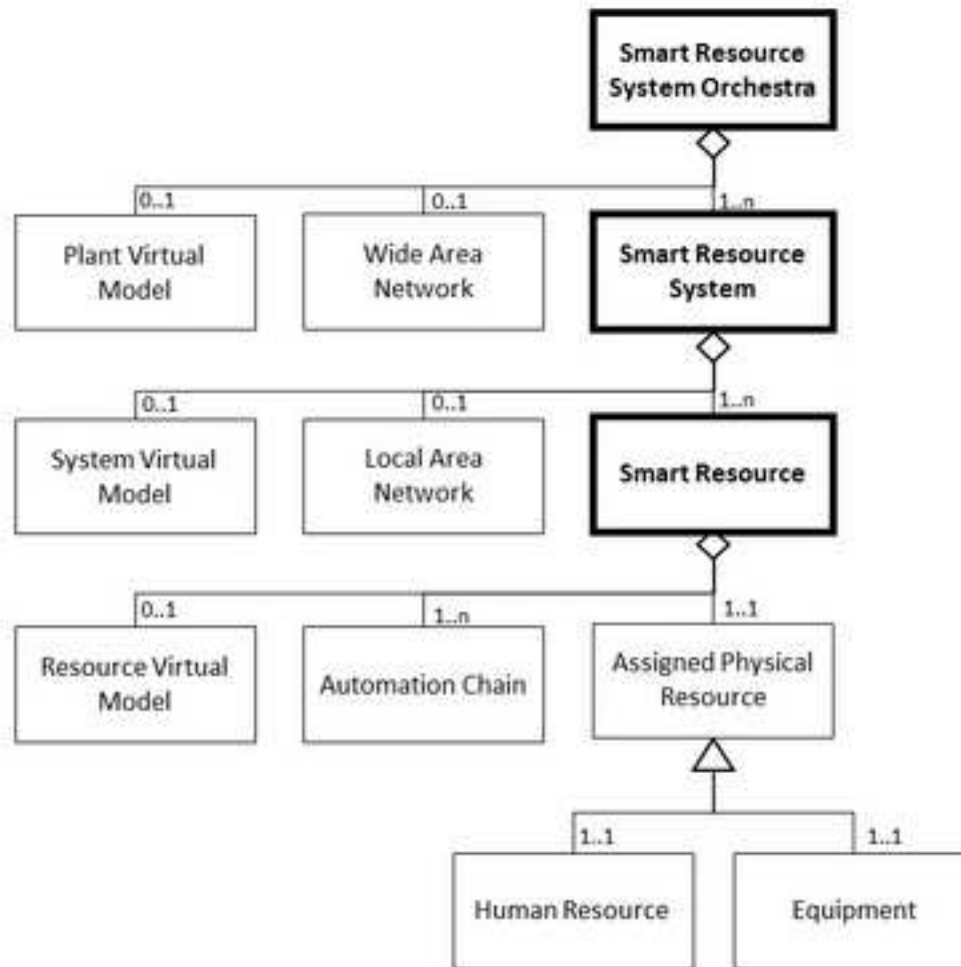 Smart Resource
System Orchestra
0..1
0..1
1..n
Plant Virtual
Model
Wide Area
Network
Smart Resource
System
0..1
0..1
1..n
System Virtual
Model
Local Area
Network
Smart Resource
0..1
1..n
1..1
Resource Virtual
Model
Automation Chain
Assigned Physical
Resource
1..1
1..1
Human Resource
Equipment